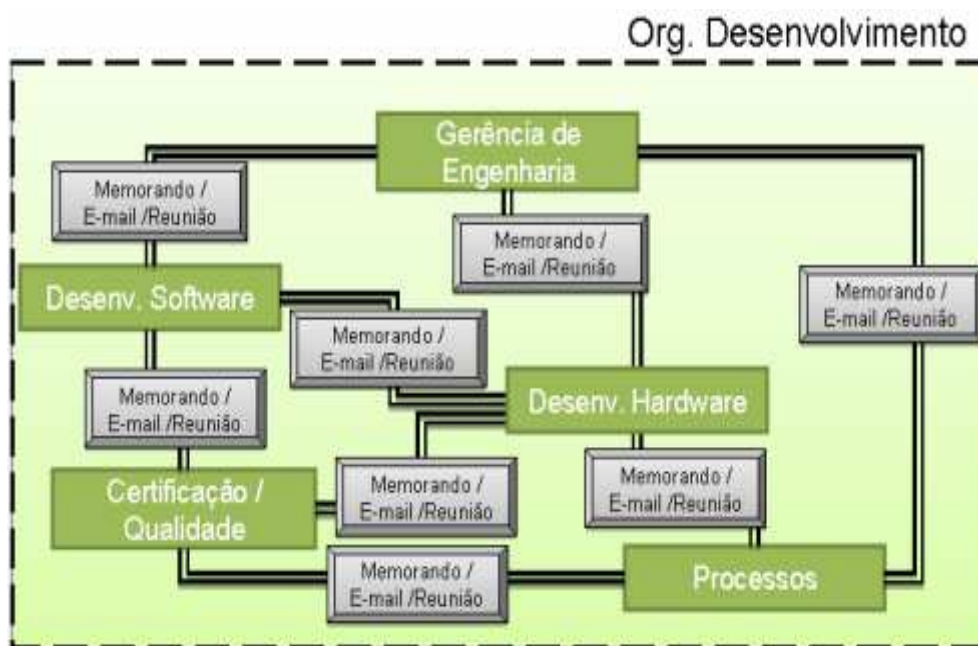 Org. Desenvolvimento
Gerência de
Engenharia
Memorando /
E-mail /Reunião
Memorando /
E-mail /Reunião
Desenv. Software
Memorando /
E-mail /Reunião
Memorando /
E-mail /Reunião
Memorando /
E-mail /Reunião
Desenv. Hardware
Certificação /
Qualidade
Memorando /
E-mail /Reunião
Memorando /
E-mail /Reunião
Memorando /
E-mail /Reunião
Processos